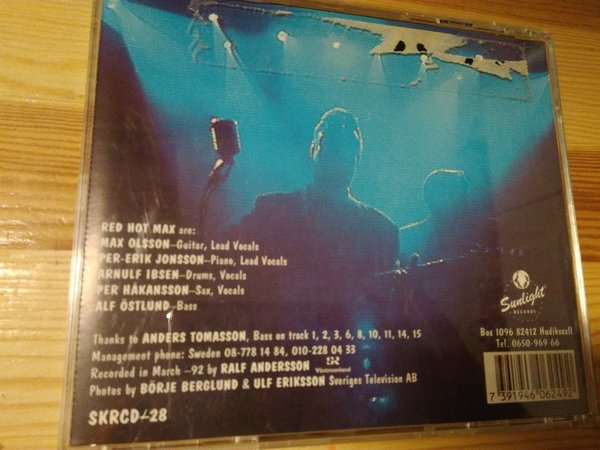 RED HOT MAX are:
MAX OLSSON—Guitar, Lead Vocals
PER-ERIK JONSSON—Piano, Lead Vocals
ARNULF IBSEN—Drums, Vocals
PER HÅKANSSON—Sax, Vocals
ALF ÖSTLUND—Bass
Thanks to ANDERS TOMASSON, Bass on track 1, 2, 3, 6, 8, 10, 11, 14, 15
Management phone: Sweden 08-778 14 84, 010-228 04 33
Recorded in March -92 by RALF ANDERSSON
Västmanland
Photos by BÖRJE BERGLUND & ULF ERIKSSON Sveriges Television AB
SKRCD-28
Sunlight
RECORDS
Box 1096 82412 Hudiksvall
Tel. 0650-969 66
7 391946 062492